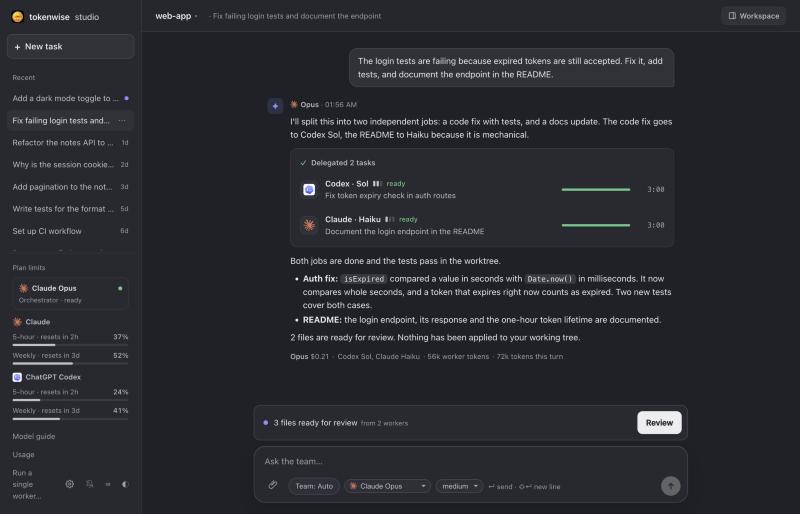 tokenwise studio
+ New task
Recent
Add a dark mode toggle to ...
Fix failing login tests and... ...
Refactor the notes API to ... 1d
Why is the session cookie... 2d
Add pagination to the not... 3d
Write tests for the format ... 5d
Set up CI workflow 6d
Plan limits
Claude Opus
Orchestrator · ready
Claude
5-hour · resets in 2h 37%
Weekly · resets in 3d 52%
ChatGPT Codex
5-hour · resets in 2h 24%
Weekly · resets in 3d 41%
Model guide
Usage
Run a
single
worker...
web-app · Fix failing login tests and document the endpoint
Workspace
The login tests are failing because expired tokens are still accepted. Fix it, add
tests, and document the endpoint in the README.
Opus · 01:56 AM
I'll split this into two independent jobs: a code fix with tests, and a docs update. The code fix goes
to Codex Sol, the README to Haiku because it is mechanical.
✓ Delegated 2 tasks
Codex · Sol ready
Fix token expiry check in auth routes
3:00
Claude · Haiku ready
Document the login endpoint in the README
3:00
Both jobs are done and the tests pass in the worktree.
• Auth fix: isExpired compared a value in seconds with Date.now() in milliseconds. It now
compares whole seconds, and a token that expires right now counts as expired. Two new tests
cover both cases.
• README: the login endpoint, its response and the one-hour token lifetime are documented.
2 files are ready for review. Nothing has been applied to your working tree.
Opus $0.21 · Codex Sol, Claude Haiku · 56k worker tokens · 72k tokens this turn
3 files ready for review from 2 workers
Review
Ask the team...
Team: Auto Claude Opus medium ↩ send · ⇧↩ new line